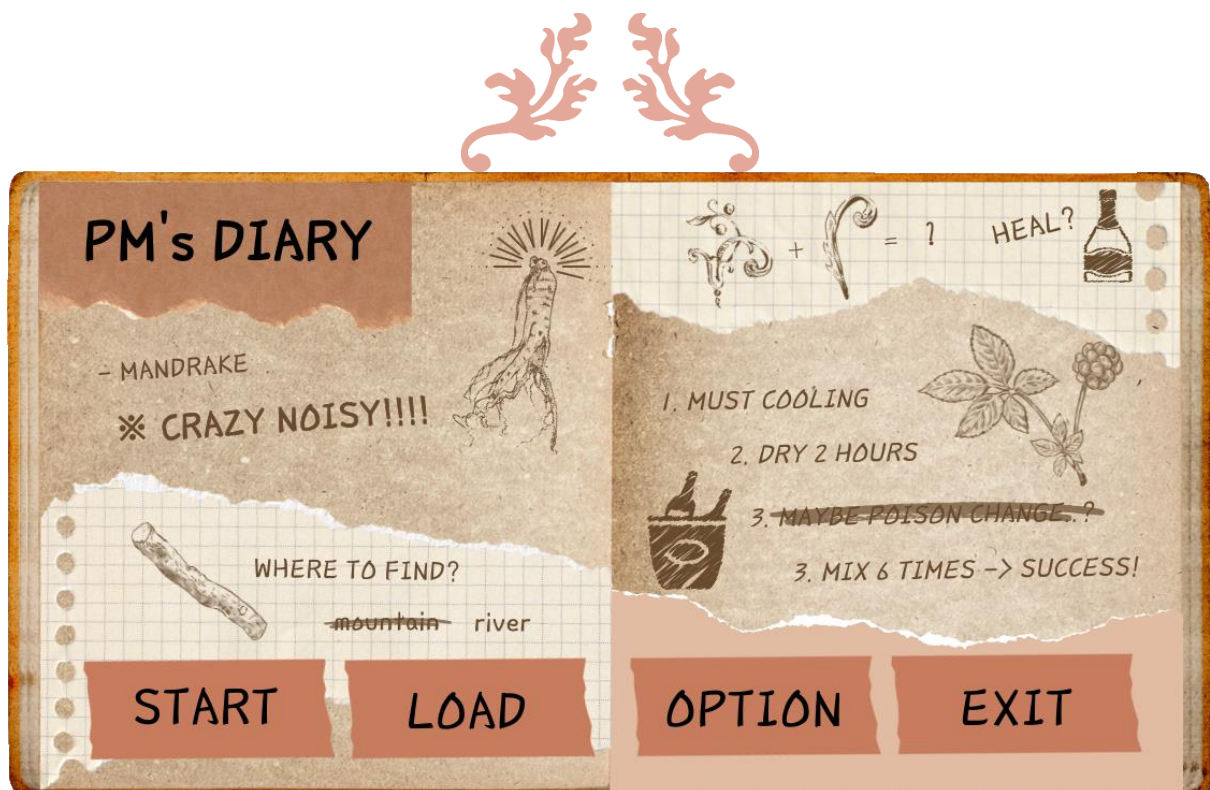 PM's DIARY
- MANDRAKE
※ CRAZY NOISY!!!!
WHERE TO FIND?
mountain river
+ = ? HEAL?
1. MUST COOLING
2. DRY 2 HOURS
3. MAYBE POISON CHANGE..?
3. MIX 6 TIMES -> SUCCESS!
START LOAD OPTION EXIT